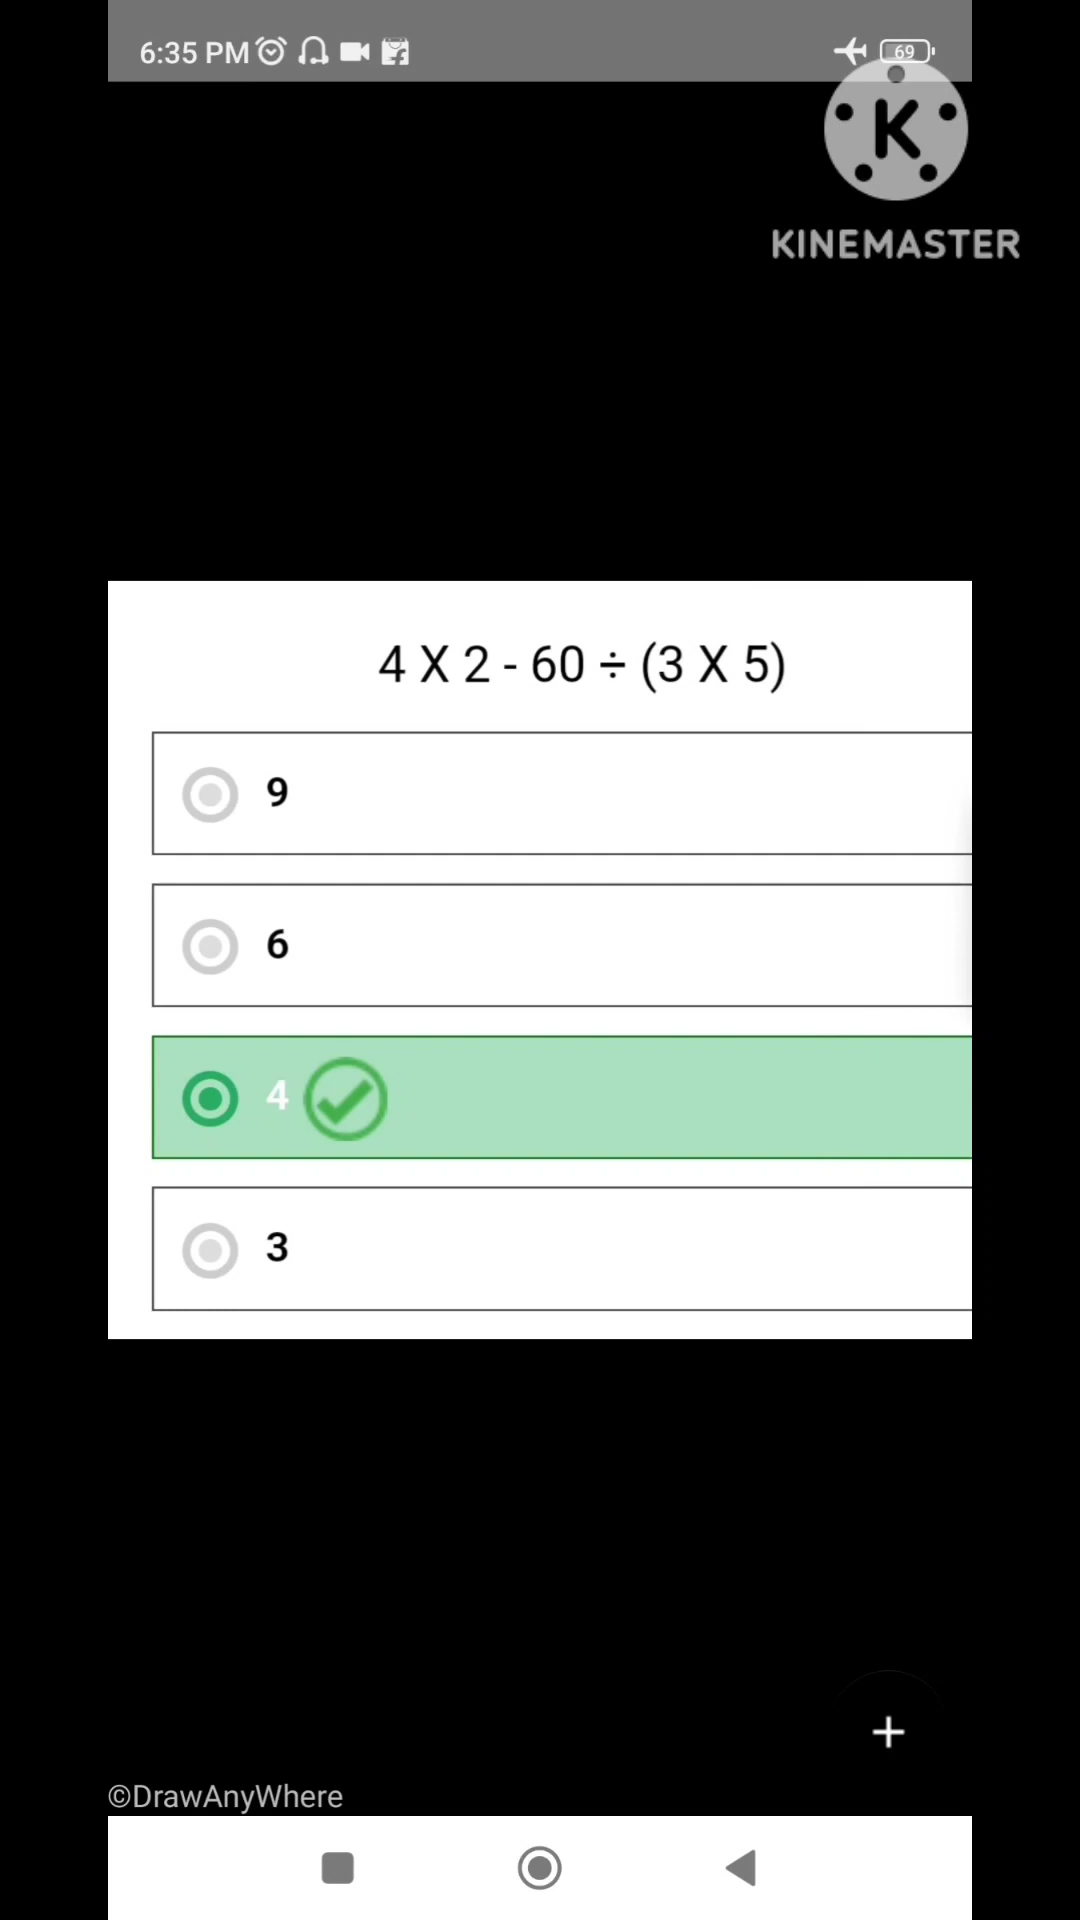 6:35 PM
69
K
KINEMASTER
4 X 2 - 60 ÷ (3 X 5)
9
6
4
3
+
©DrawAnyWhere